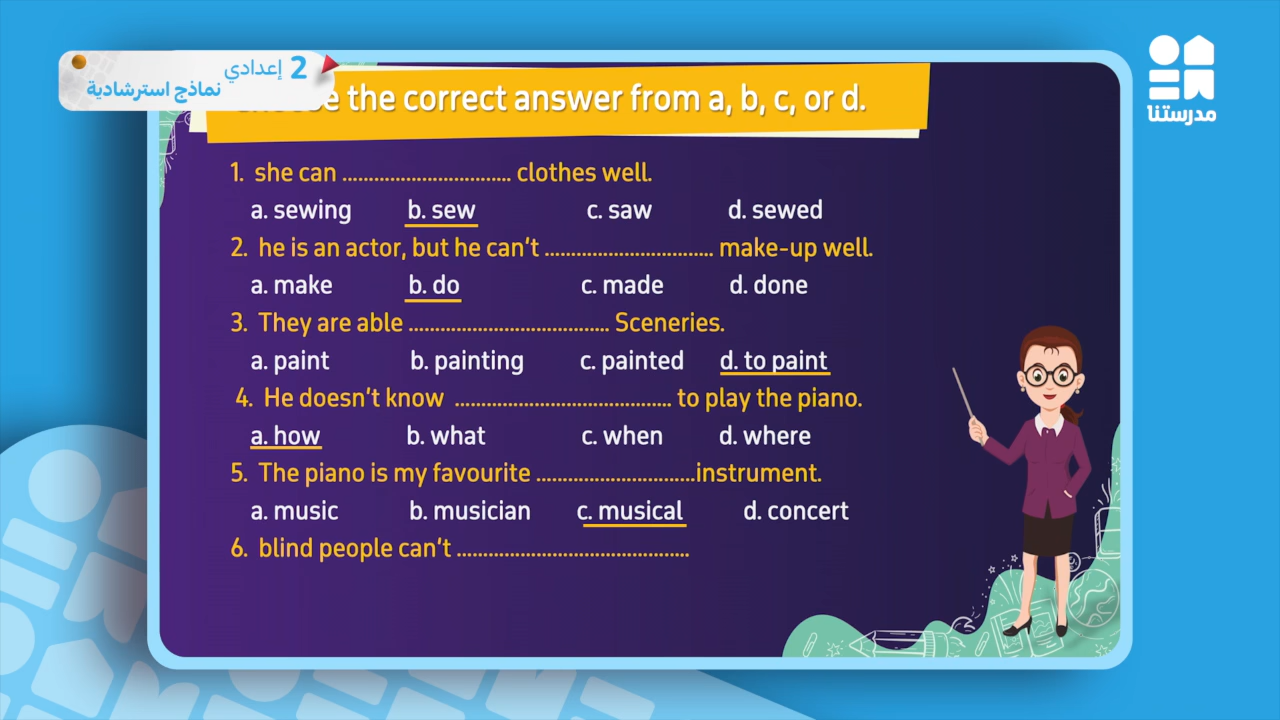 2 إعدادي
نماذج استرشادية
مدرستنا
the correct answer from a, b, c, or d.
1. she can ................................ clothes well.
a. sewing b. sew c. saw d. sewed
2. he is an actor, but he can't ................................ make-up well.
a. make b. do c. made d. done
3. They are able ...................................... Sceneries.
a. paint b. painting c. painted d. to paint
4. He doesn't know ......................................... to play the piano.
a. how b. what c. when d. where
5. The piano is my favourite ..............................instrument.
a. music b. musician c. musical d. concert
6. blind people can't ............................................